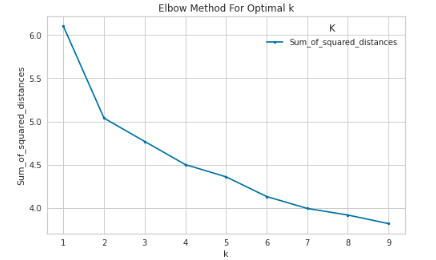 Elbow Method For Optimal k
K
Sum_of_squared_distances
6.0
5.5
5.0
4.5
4.0
Sum_of_squared_distances
1 2 3 4 5 6 7 8 9
k